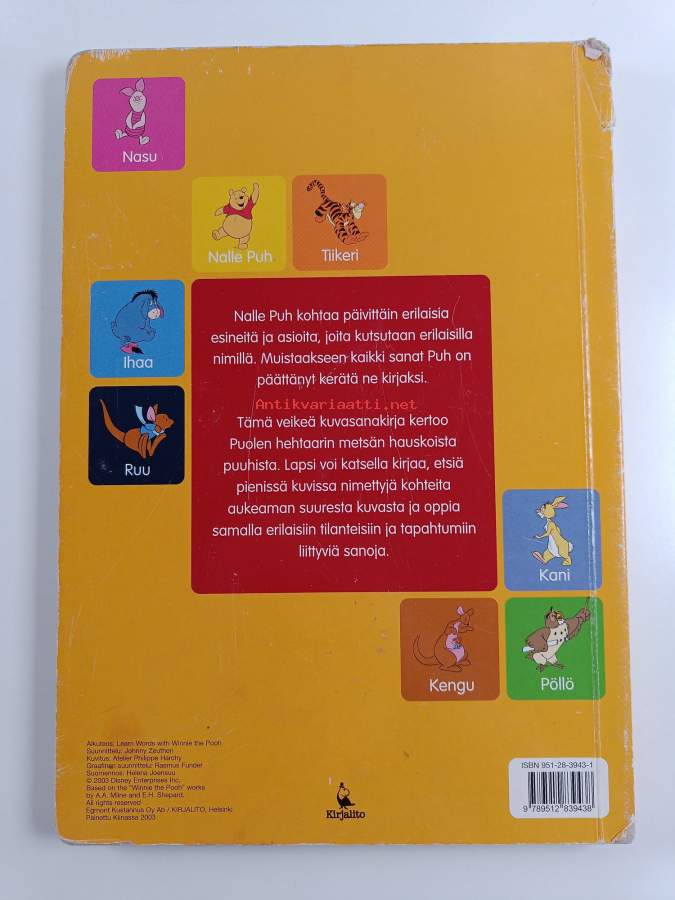 Nasu
Nalle Puh
Tiikeri
Ihaa
Ruu
Nalle Puh kohtaa päivittäin erilaisia
esineitä ja asioita, joita kutsutaan erilaisilla
nimillä. Muistaakseen kaikki sanat Puh on
päättänyt kerätä ne kirjaksi.
Antikvariaatti.net
Tämä veikeä kuvasanakirja kertoo
Puolen hehtaarin metsän hauskoista
puuhista. Lapsi voi katsella kirjaa, etsiä
pienissä kuvissa nimettyjä kohteita
aukeaman suuresta kuvasta ja oppia
samalla erilaisiin tilanteisiin ja tapahtumiin
liittyviä sanoja.
Kani
Kengu
Pöllö
Alkuteos: Learn Words with Winnie the Pooh
Suunnittelu: Johnny Zeuthen
Kuvitus: Atelier Philippe Harchy
Graafinen suunnittelu: Rasmus Funder
Suomennos: Helena Joensuu
© 2003 Disney Enterprises Inc.
Based on the "Winnie the Pooh" works
by A.A. Milne and E.H. Shepard.
All rights reserved
Egmont Kustannus Oy Ab / KIRJALITO, Helsinki
Painettu Kiinassa 2003
Kirjalito
ISBN 951-28-3943-1
9 789512 839438